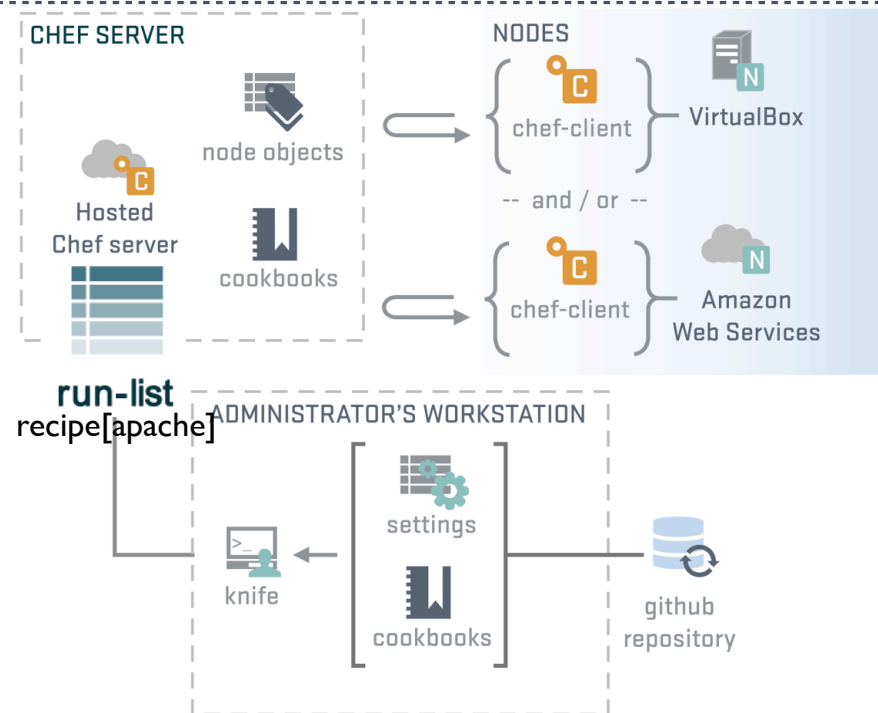 CHEF SERVER
node objects
Hosted
Chef server
cookbooks
run-list
recipe[apache]
NODES
C
chef-client
N
VirtualBox
-- and / or --
C
chef-client
N
Amazon
Web Services
C
ADMINISTRATOR'S WORKSTATION
settings
>_
knife
cookbooks
github
repository